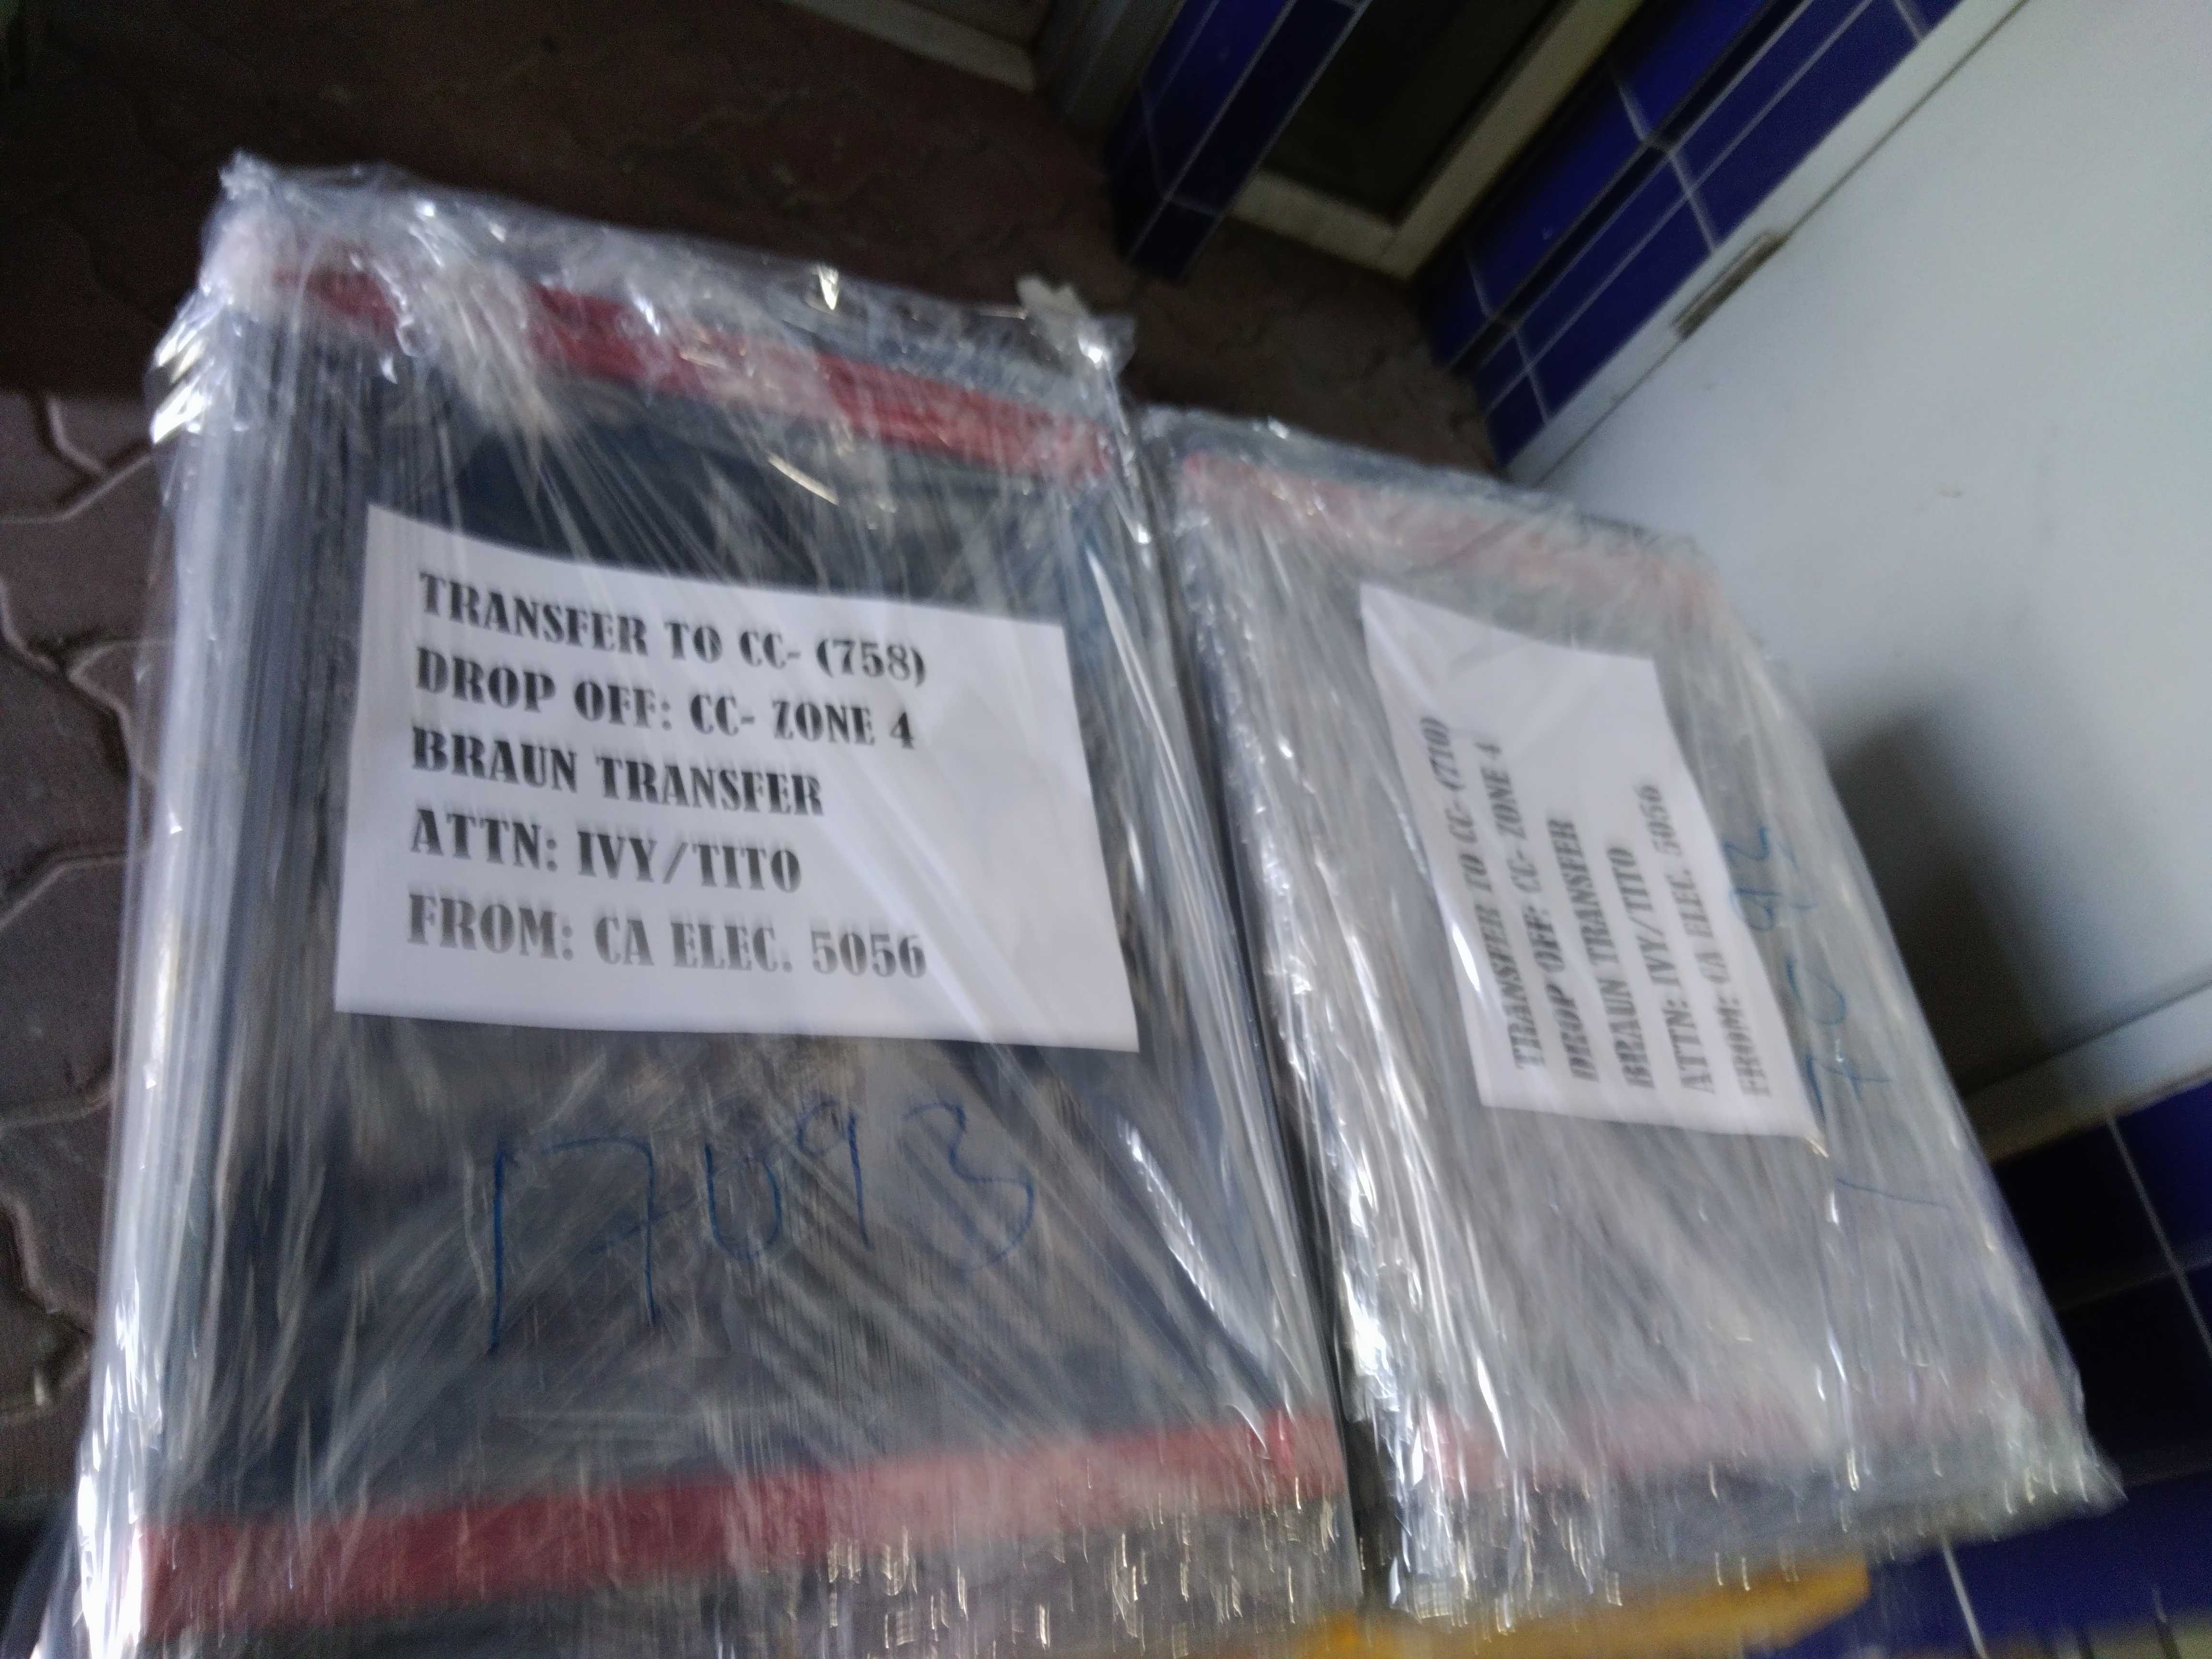 TRANSFER TO CC- (758)
DROP OFF: CC- ZONE 4
BRAUN TRANSFER
ATTN: IVY/TITO
FROM: CA ELEC. 5056
17093
TRANSFER TO CC- (710)
DROP OFF: CC- ZONE 4
BRAUN TRANSFER
ATTN: IVY/TITO
FROM: CA ELEC. 5056